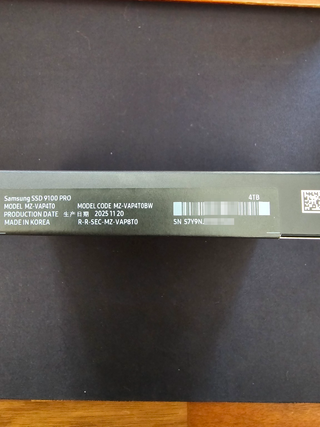 Samsung SSD 9100 PRO
MODEL MZ-VAP4T0 MODEL CODE MZ-VAP4T0BW 4TB
PRODUCTION DATE 生产日期 2025 11 20
MADE IN KOREA R-R-SEC-MZ-VAP8T0 SN S7Y9NJ